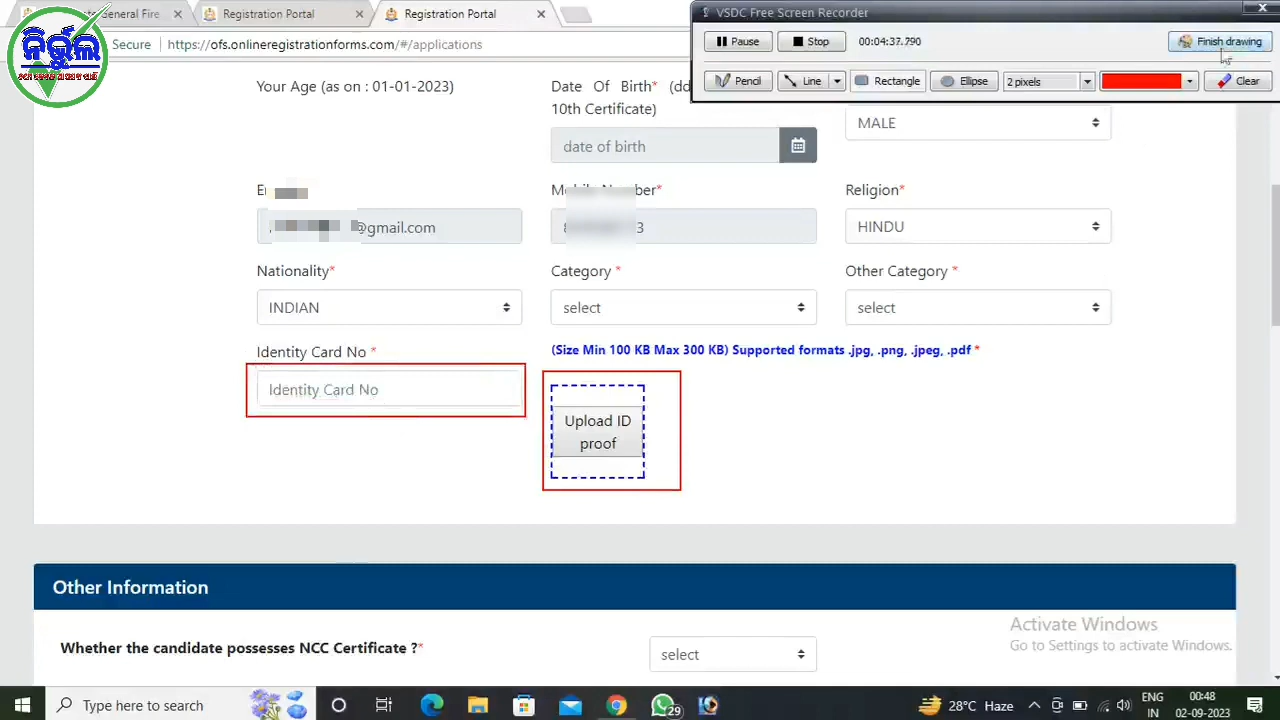 VSDC Free Screen Recorder
General Fire
Registration Portal
Registration Portal
Pause
Stop
00:04:37.790
Finish drawing
Secure
https://ofs.onlineregistrationforms.com/#/applications
Pencil
Line
Rectangle
Ellipse
2 pixels
Clear
ନିର୍ଭୁଲ
Your Age (as on : 01-01-2023)
Date Of Birth* (dd
10th Certificate)
date of birth
MALE
Religion*
@gmail.com
HINDU
Nationality*
Category *
Other Category *
INDIAN
select
select
Identity Card No *
(Size Min 100 KB Max 300 KB) Supported formats .jpg, .png, .jpeg, .pdf *
Identity Card No
Upload ID
proof
Other Information
Whether the candidate possesses NCC Certificate ?*
select
Activate Windows
Go to Settings to activate Windows.
Type here to search
29
28°C Haze
ENG
IN
00:48
02-09-2023